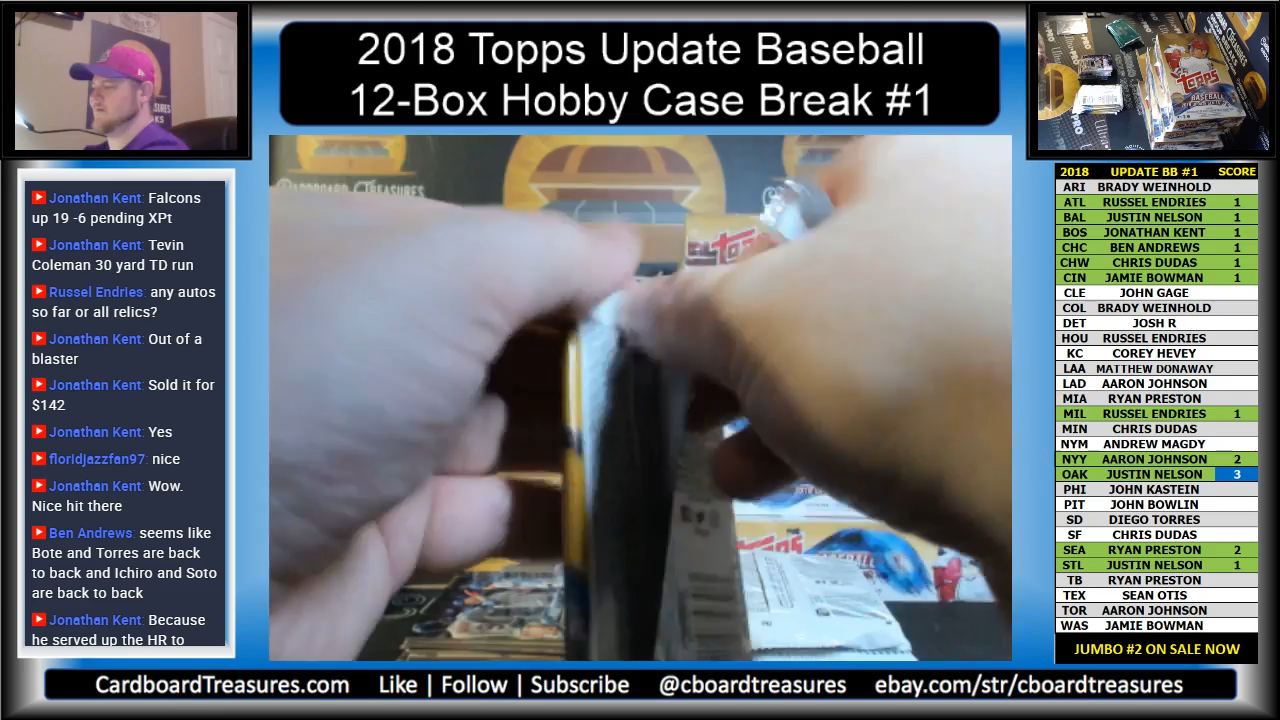 2018 Topps Update Baseball
12-Box Hobby Case Break #1
Jonathan Kent: Falcons
up 19 -6 pending XPt
Jonathan Kent: Tevin
Coleman 30 yard TD run
Russel Endries: any autos
so far or all relics?
Jonathan Kent: Out of a
blaster
Jonathan Kent: Sold it for
$142
Jonathan Kent: Yes
floridjazzfan97: nice
Jonathan Kent: Wow.
Nice hit there
Ben Andrews: seems like
Bote and Torres are back
to back and Ichiro and Soto
are back to back
Jonathan Kent: Because
he served up the HR to
TREASURES
Topps
BASEBALL
2018 UPDATE BB #1 SCORE
ARI BRADY WEINHOLD
ATL RUSSEL ENDRIES 1
BAL JUSTIN NELSON 1
BOS JONATHAN KENT 1
CHC BEN ANDREWS 1
CHW CHRIS DUDAS 1
CIN JAMIE BOWMAN 1
CLE JOHN GAGE
COL BRADY WEINHOLD
DET JOSH R
HOU RUSSEL ENDRIES
KC COREY HEVEY
LAA MATTHEW DONAWAY
LAD AARON JOHNSON
MIA RYAN PRESTON
MIL RUSSEL ENDRIES 1
MIN CHRIS DUDAS
NYM ANDREW MAGDY
NYY AARON JOHNSON 2
OAK JUSTIN NELSON 3
PHI JOHN KASTEIN
PIT JOHN BOWLIN
SD DIEGO TORRES
SF CHRIS DUDAS
SEA RYAN PRESTON 2
STL JUSTIN NELSON 1
TB RYAN PRESTON
TEX SEAN OTIS
TOR AARON JOHNSON
WAS JAMIE BOWMAN
JUMBO #2 ON SALE NOW
CardboardTreasures.com Like | Follow | Subscribe @cboardtreasures ebay.com/str/cboardtreasures